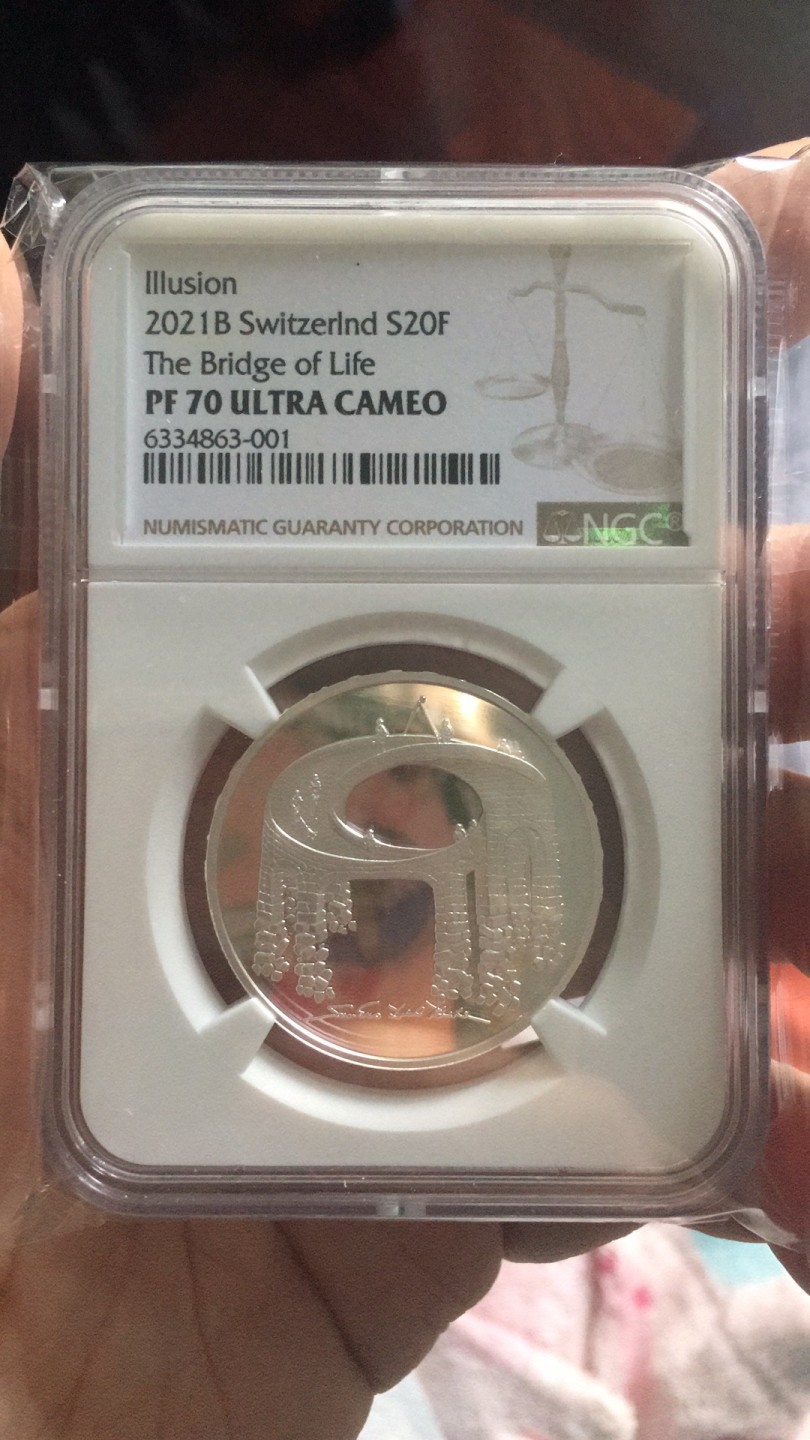 Illusion
2021B Switzerlnd S20F
The Bridge of Life
PF 70 ULTRA CAMEO
6334863-001
NUMISMATIC GUARANTY CORPORATION
NGC®